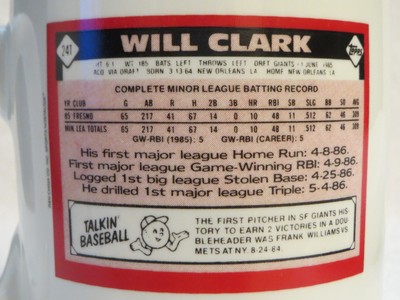 24T
WILL CLARK
Topps
HT 6 1 WT 185 BATS LEFT THROWS LEFT DRFT GIANTS
ACQ VIA DRAFT BORN 3 13 64 NEW ORLEANS LA HOME NEW ORLEANS LA
COMPLETE MINOR LEAGUE BATTING RECORD
YR CLUB G AB R H 2B 3B HR RBI SB SLG BB SO AVG
85 FRESNO 65 217 41 67 14 0 10 48 11 .512 62 46 .309
MIN LEA TOTALS 65 217 41 67 14 0 10 48 11 .512 62 46 .309
GW-RBI (1985): 5 GW-RBI (CAREER): 5
His first major league Home Run: 4-8-86.
First major league Game-Winning RBI: 4-9-86.
Logged 1st big league Stolen Base: 4-25-86.
He drilled 1st major league Triple: 5-4-86.
TALKIN'
BASEBALL
THE FIRST PITCHER IN SF GIANTS HIS-
TORY TO EARN 2 VICTORIES IN A DOU-
BLEHEADER WAS FRANK WILLIAMS VS
METS AT NY 8-24-84.